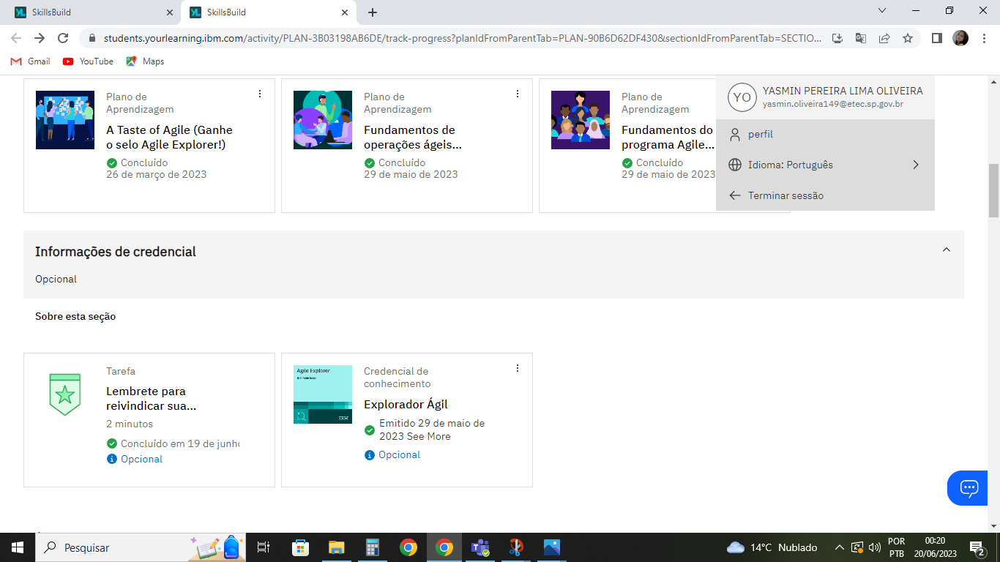 SkillsBuild
SkillsBuild
students.yourlearning.ibm.com/activity/PLAN-3B03198AB6DE/track-progress?planIdFromParentTab=PLAN-90B6D62DF430&sectionIdFromParentTab=SECTIO...
Gmail
YouTube
Maps
Plano de
Aprendizagem
A Taste of Agile (Ganhe
o selo Agile Explorer!)
Concluído
26 de março de 2023
Plano de
Aprendizagem
Fundamentos de
operações ágeis...
Concluído
29 de maio de 2023
Plano de
Aprendizagem
Fundamentos do
programa Agile...
Concluído
29 de maio de 2023
YO
YASMIN PEREIRA LIMA OLIVEIRA
yasmin.oliveira149@etec.sp.gov.br
perfil
Idioma: Português
Terminar sessão
Informações de credencial
Opcional
Sobre esta seção
Tarefa
Lembrete para
reivindicar sua...
2 minutos
Concluído em 19 de junho
Opcional
Agile Explorer
IBM
Credencial de
conhecimento
Explorador Ágil
Emitido 29 de maio de
2023 See More
Opcional
Pesquisar
14°C Nublado
POR
PTB
00:20
20/06/2023
2